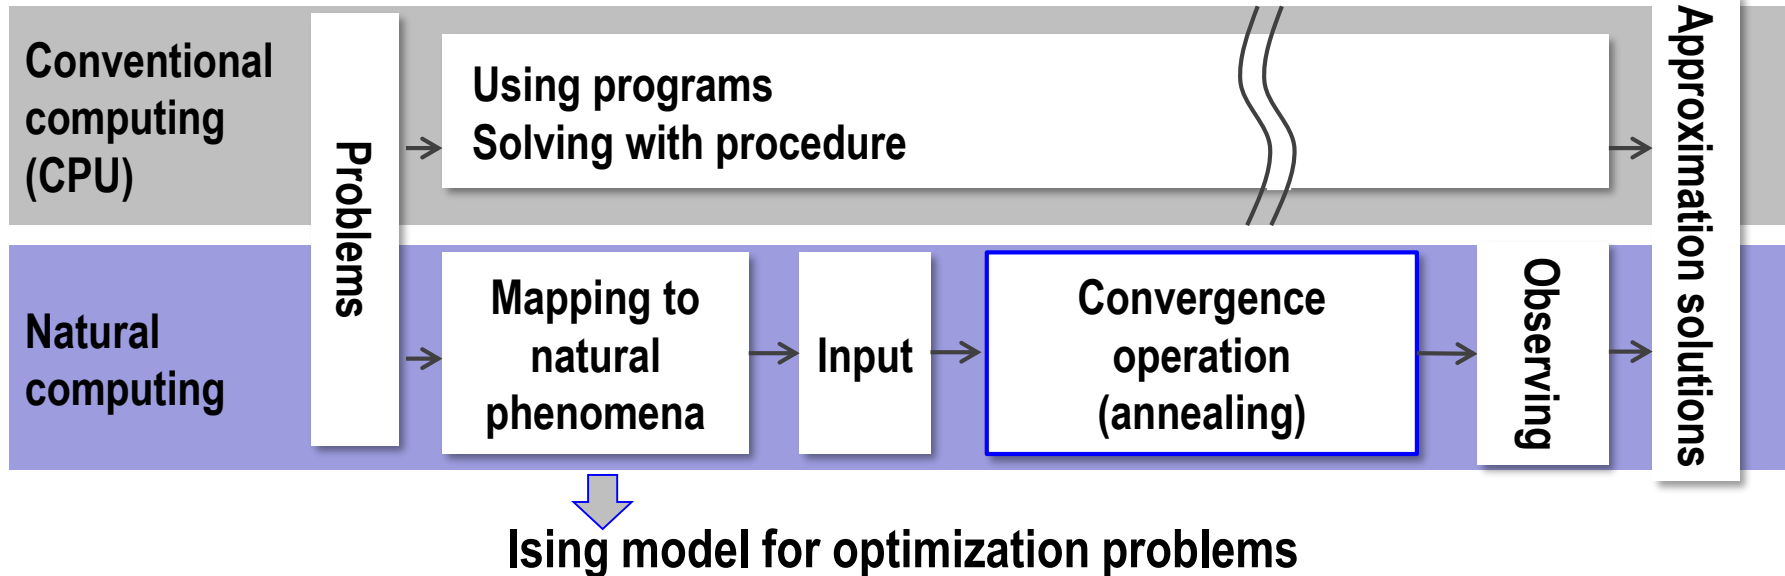 Conventional
computing
(CPU)
Problems
Using programs
Solving with procedure
Approximation solutions
Natural
computing
Mapping to
natural
phenomena
Input
Convergence
operation
(annealing)
Observing
Ising model for optimization problems